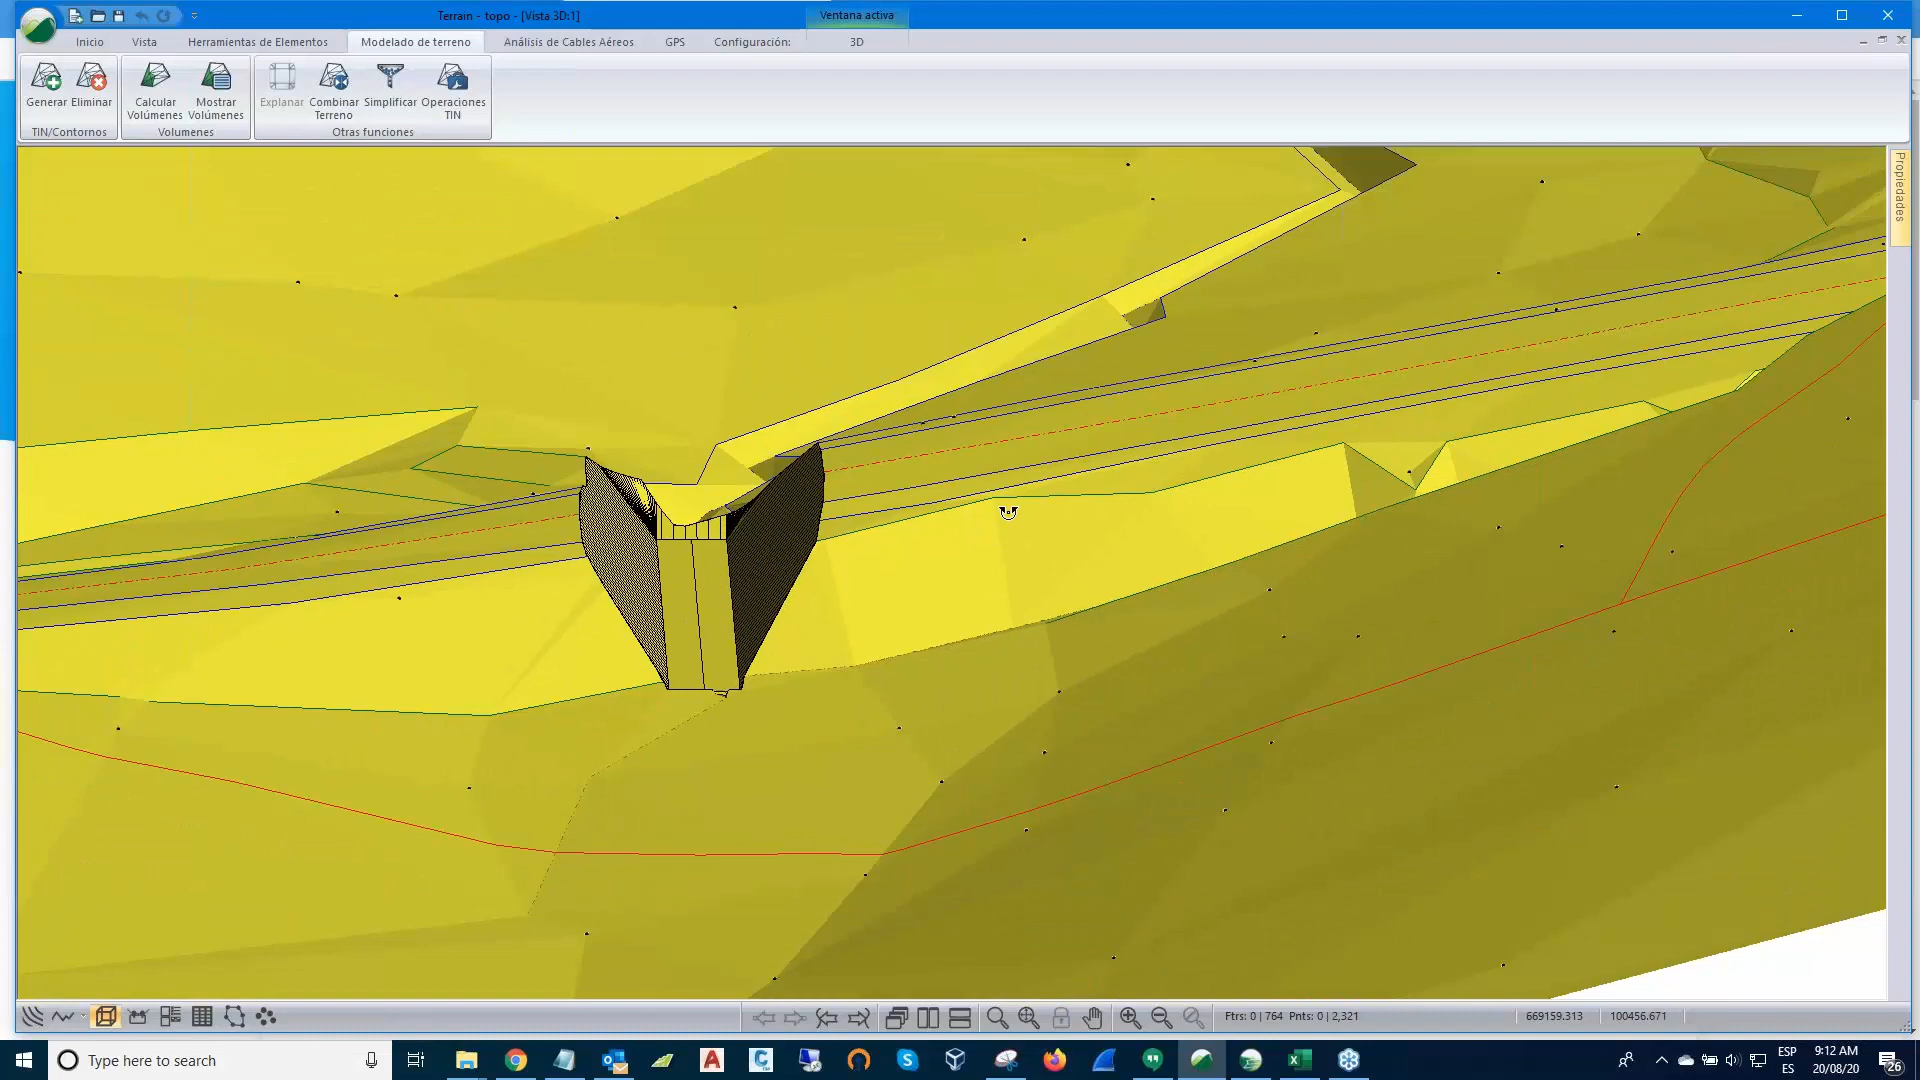 Terrain - topo - [Vista 3D:1]
Ventana activa
Inicio
Vista
Herramientas de Elementos
Modelado de terreno
Análisis de Cables Aéreos
GPS
Configuración:
3D
Generar
Eliminar
Calcular
Volúmenes
Mostrar
Volúmenes
Explanar
Combinar
Terreno
Simplificar
Operaciones
TIN
TIN/Contornos
Volumenes
Otras funciones
Propiedades
Ftrs: 0 | 764 Pnts: 0 | 2,321
669159.313
100456.671
Type here to search
ESP
ES
9:12 AM
20/08/20
26